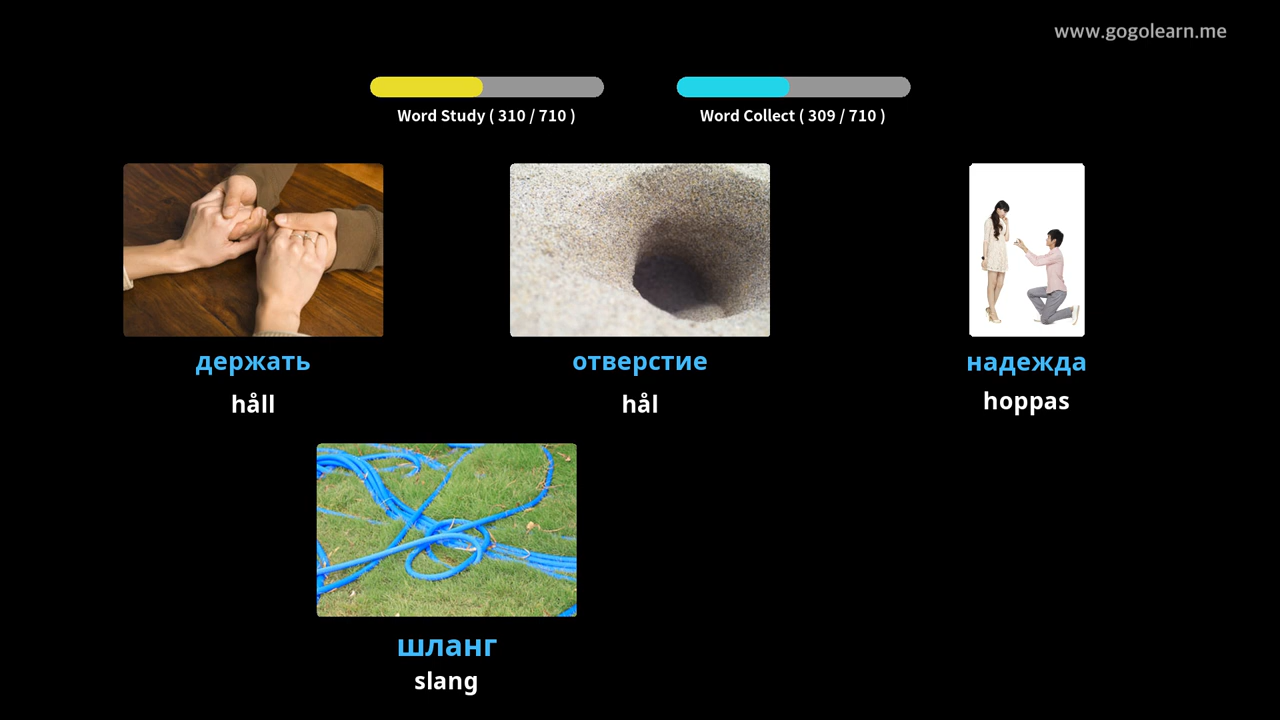 www.gogolearn.me
Word Study ( 310 / 710 )
Word Collect ( 309 / 710 )
держать
håll
отверстие
hål
надежда
hoppas
шланг
slang